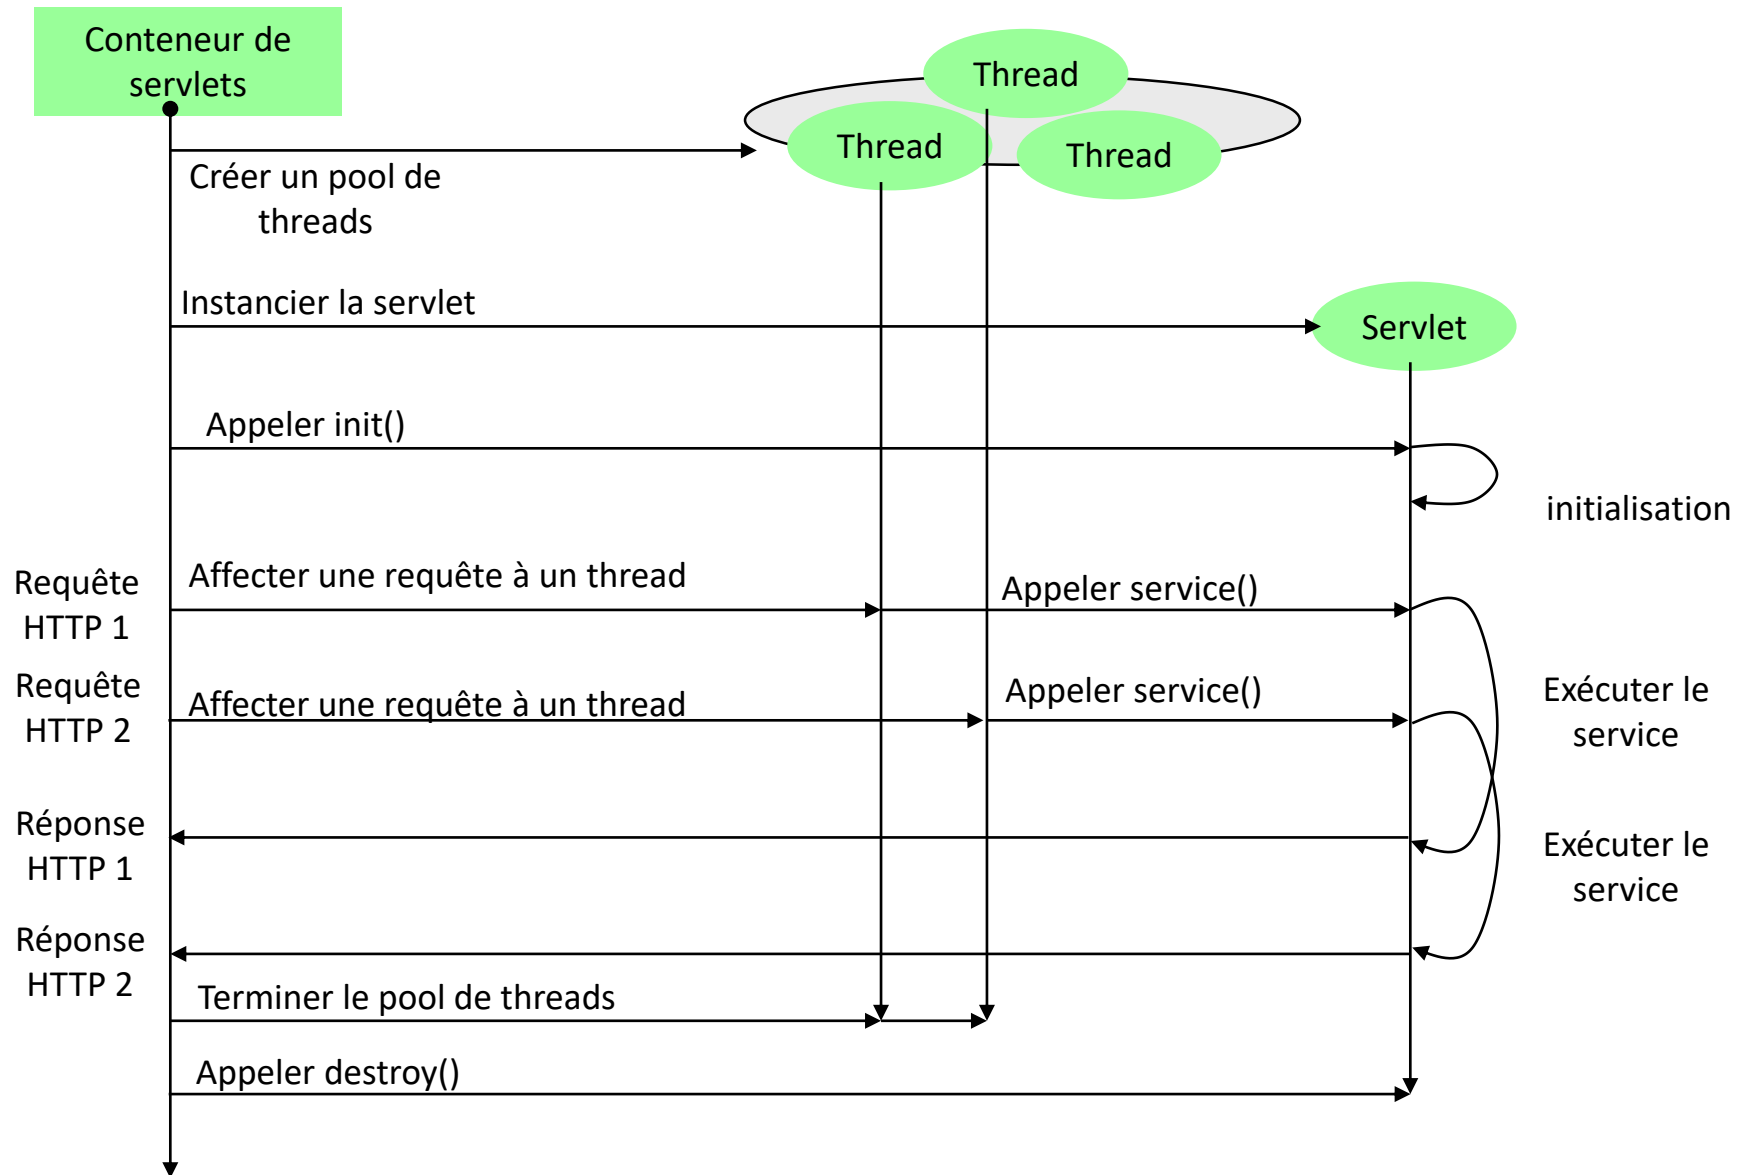 Conteneur de
servlets
Thread
Thread
Thread
Créer un pool de
threads
Instancier la servlet
Servlet
Appeler init()
initialisation
Requête
HTTP 1
Affecter une requête à un thread
Appeler service()
Requête
HTTP 2
Affecter une requête à un thread
Appeler service()
Exécuter le
service
Réponse
HTTP 1
Exécuter le
service
Réponse
HTTP 2
Terminer le pool de threads
Appeler destroy()